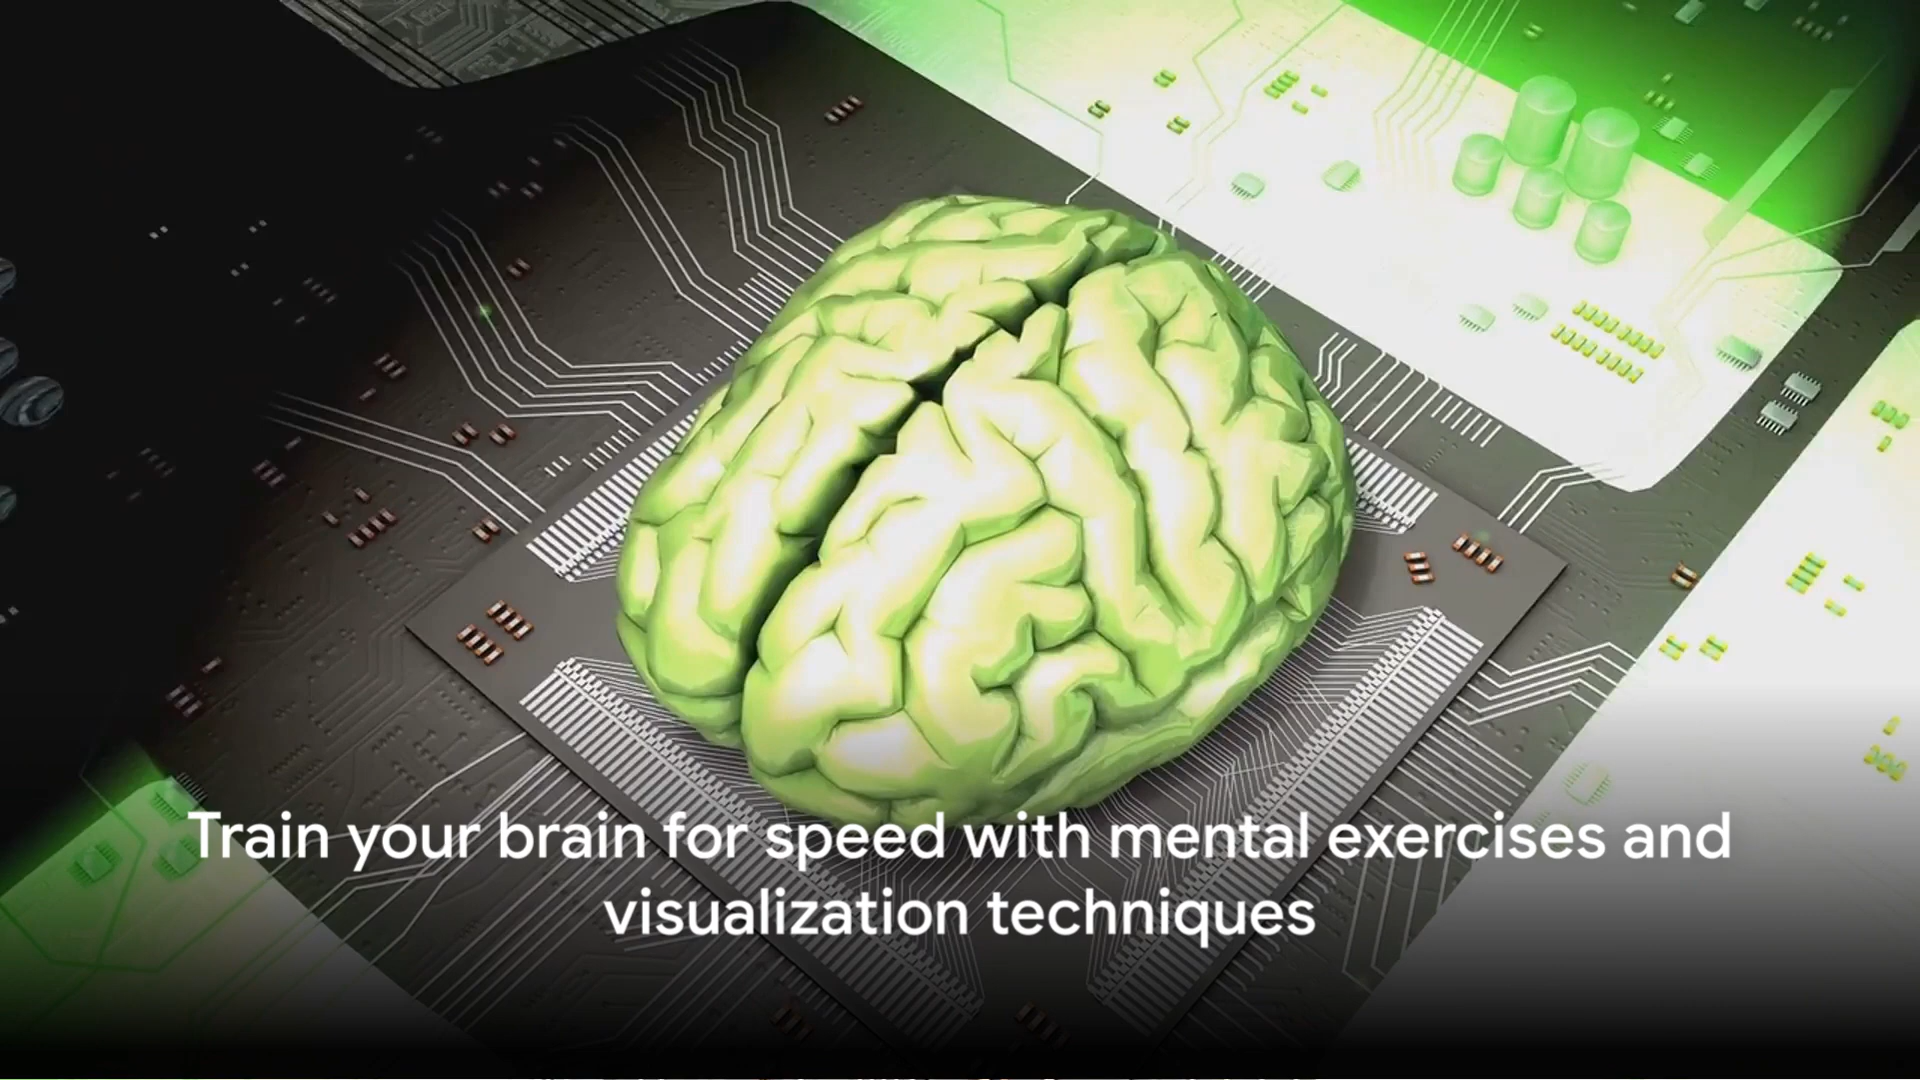 Train your brain for speed with mental exercises and
visualization techniques